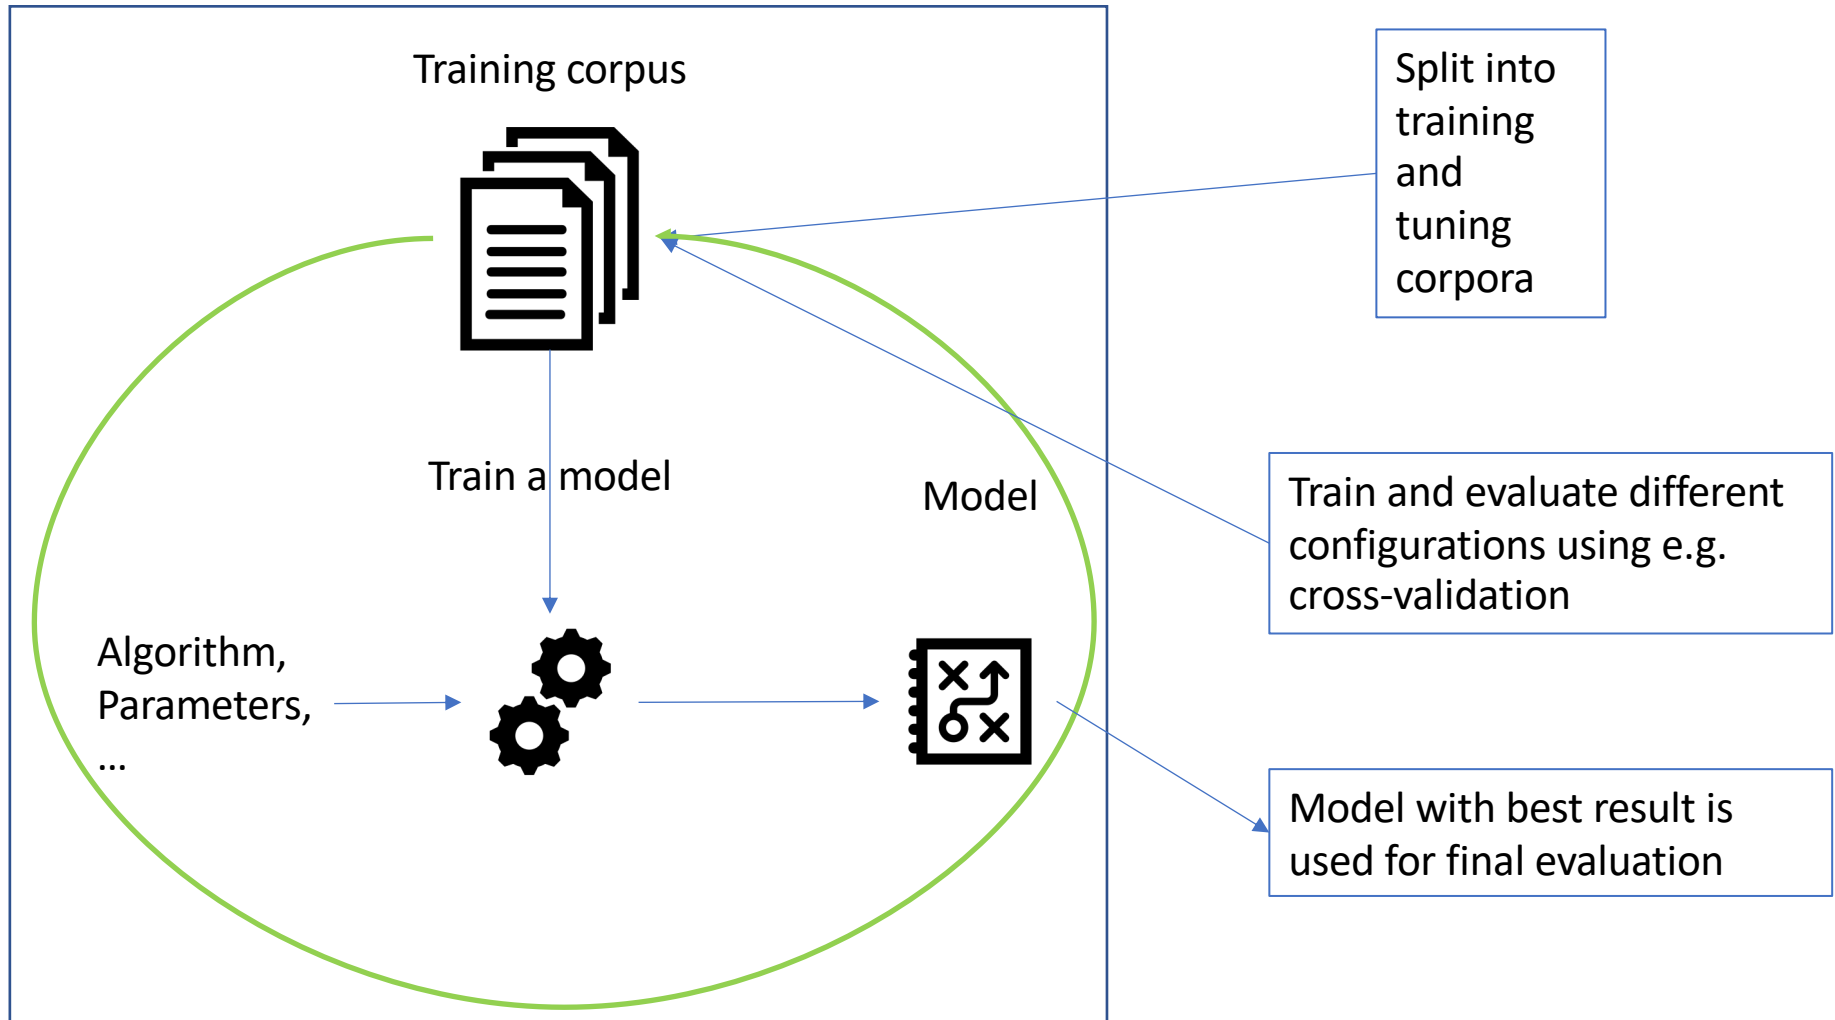 Training corpus
Split into
training
and
tuning
corpora
Train a model
Model
Train and evaluate different
configurations using e.g.
cross-validation
Algorithm,
Parameters,
...
Model with best result is
used for final evaluation